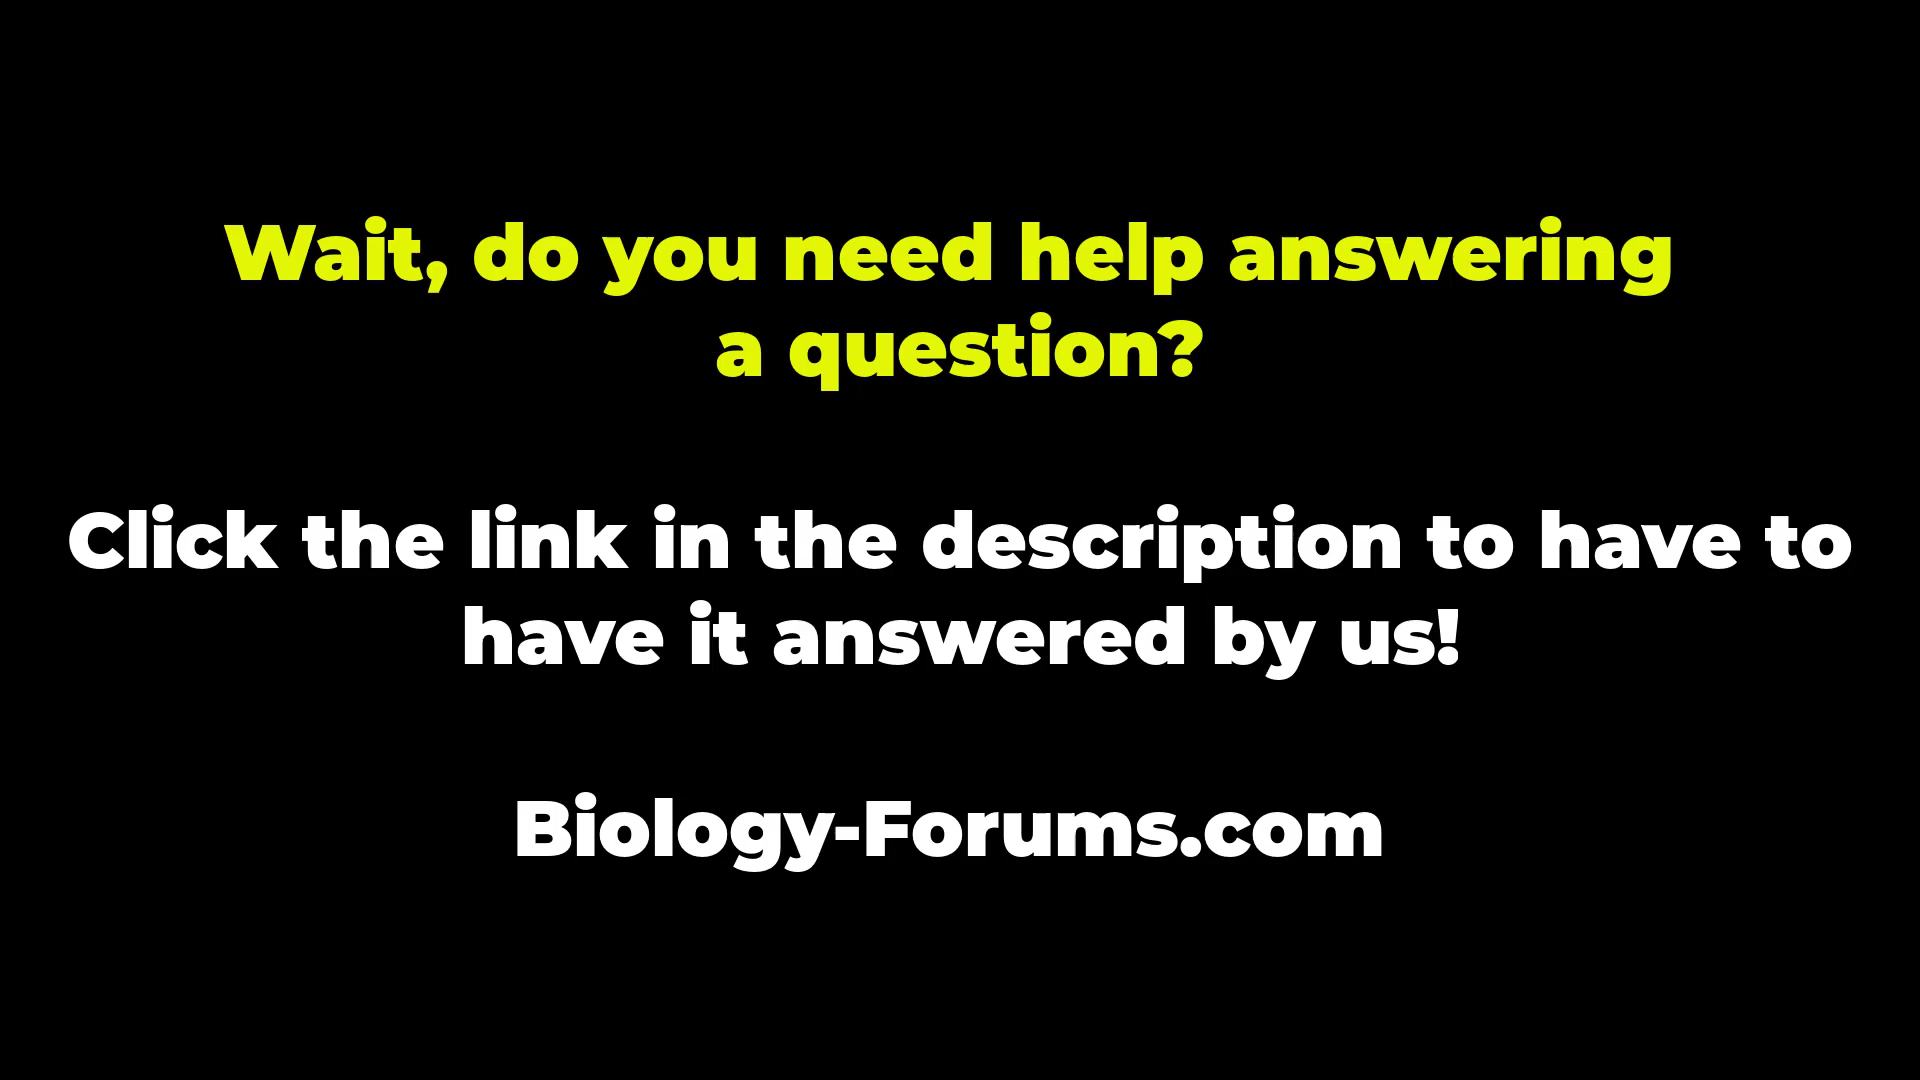 Wait, do you need help answering
a question?
Click the link in the description to have to
have it answered by us!
Biology-Forums.com